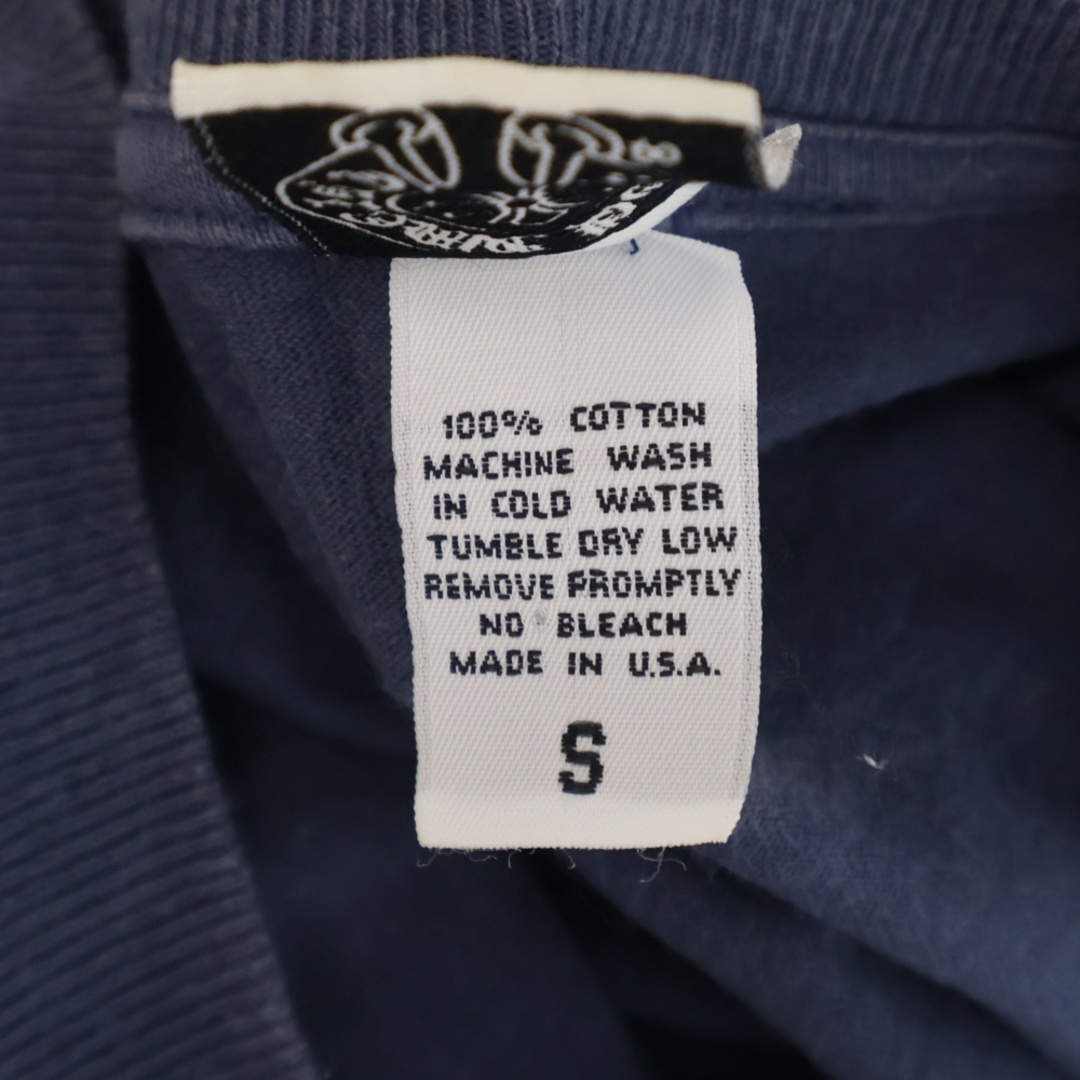 100% COTTON
MACHINE WASH
IN COLD WATER
TUMBLE DRY LOW
REMOVE PROMPTLY
NO BLEACH
MADE IN U.S.A.
S